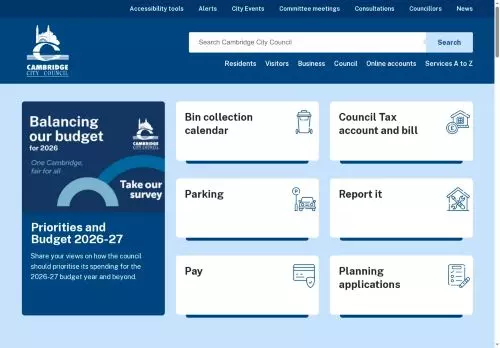 Accessibility tools Alerts City Events Committee meetings Consultations Councillors News
CAMBRIDGE
CITY COUNCIL
Search Cambridge City Council Search
Residents Visitors Business Council Online accounts Services A to Z
Balancing
our budget
for 2026
CAMBRIDGE
CITY COUNCIL
One Cambridge,
fair for all
Take our
survey
Priorities and
Budget 2026-27
Share your views on how the council
should prioritise its spending for the
2026-27 budget year and beyond.
Bin collection
calendar
Council Tax
account and bill
Parking
Report it
Pay
Planning
applications